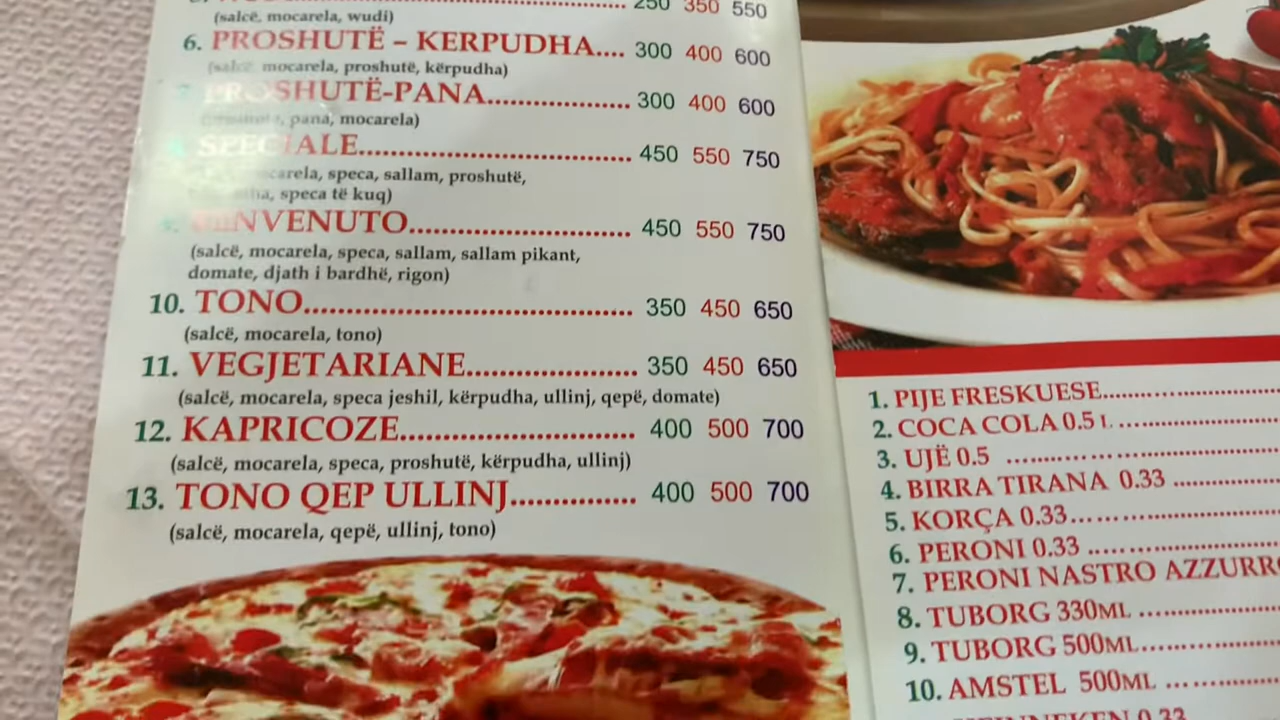 250 350 550
(salcë, mocarela, wudi)
6. PROSHUTË – KERPUDHA.... 300 400 600
(salcë, mocarela, proshutë, kërpudha)
PROSHUTË-PANA................... 300 400 600
pana, mocarela)
SPECIALE.................................... 450 550 750
speca, sallam, proshutë,
speca të kuq)
BENVENUTO............................. 450 550 750
(salcë, mocarela, speca, sallam, sallam pikant,
domate, djath i bardhë, rigon)
10. TONO........................................... 350 450 650
(salcë, mocarela, tono)
11. VEGJETARIANE...................... 350 450 650
(salcë, mocarela, speca jeshil, kërpudha, ullinj, qepë, domate)
12. KAPRICOZE.............................. 400 500 700
(salcë, mocarela, speca, proshutë, kërpudha, ullinj)
13. TONO QEP ULLINJ................ 400 500 700
(salcë, mocarela, qepë, ullinj, tono)
1. PIJE FRESKUESE.........................
2. COCA COLA 0.5 L .....................
3. UJË 0.5 ...................................
4. BIRRA TIRANA 0.33 ..............
5. KORÇA 0.33..............................
6. PERONI 0.33 ...........................
7. PERONI NASTRO AZZURRO
8. TUBORG 330ML ...................
9. TUBORG 500ML...................
10. AMSTEL 500ML ................
0.33